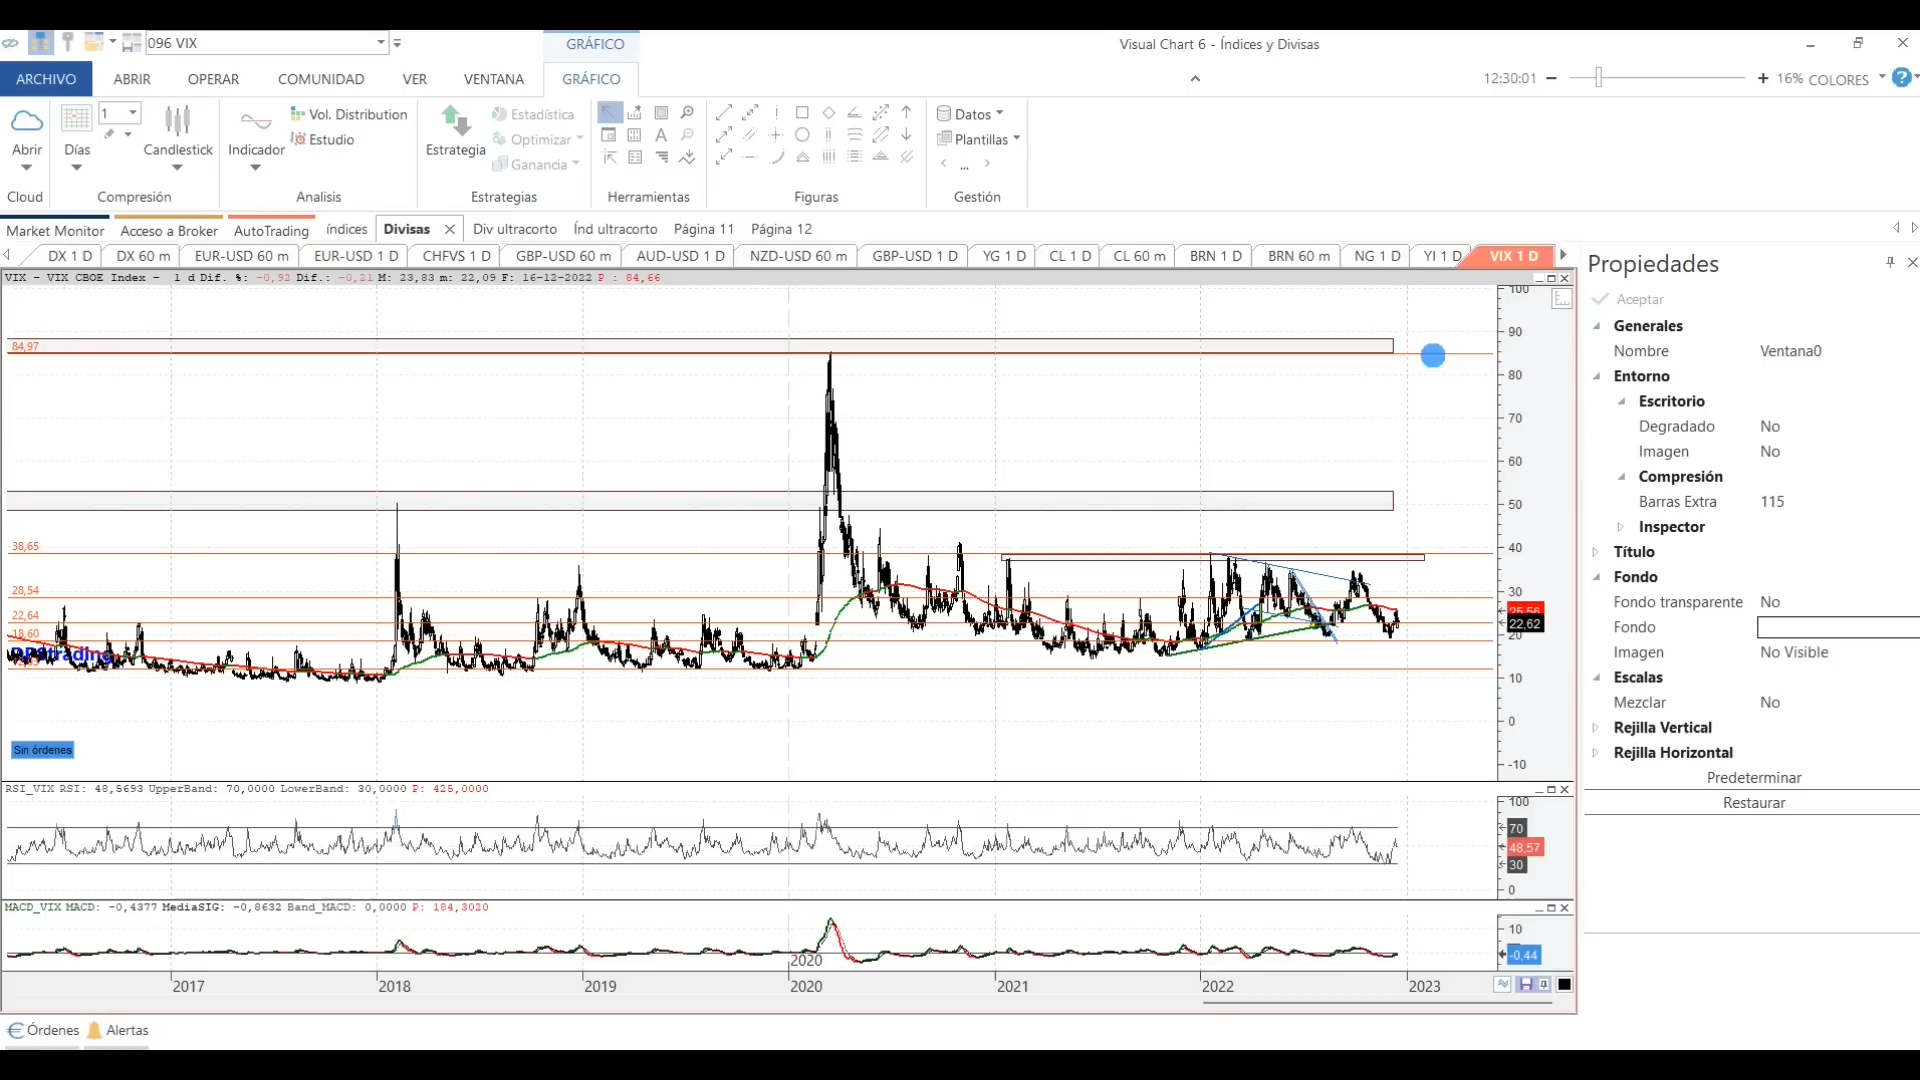 096 VIX
GRÁFICO
Visual Chart 6 - Índices y Divisas
ARCHIVO ABRIR OPERAR COMUNIDAD VER VENTANA GRÁFICO
12:30:01 16% COLORES
Abrir
Cloud
1
Días
Candlestick
Compresión
Indicador
Vol. Distribution
Estudio
Analisis
Estrategia
Estadística
Optimizar
Ganancia
Estrategias
Herramientas
Figuras
Datos
Plantillas
...
Gestión
Market Monitor Acceso a Broker AutoTrading índices Divisas Div ultracorto Índ ultracorto Página 11 Página 12
DX 1 D DX 60 m EUR-USD 60 m EUR-USD 1 D CHFVS 1 D GBP-USD 60 m AUD-USD 1 D NZD-USD 60 m GBP-USD 1 D YG 1 D CL 1 D CL 60 m BRN 1 D BRN 60 m NG 1 D YI 1 D VIX 1 D
VIX - VIX CBOE Index - 1 d Dif. %: -0,92 Dif.: -0,21 M: 23,83 m: 22,09 F: 16-12-2022 P : 84,66
84,97
38,65
28,54
22,64
18,60
Sin órdenes
100
90
80
70
60
50
40
30
25,56
22,62
20
10
0
-10
RSI_VIX RSI: 48,5693 UpperBand: 70,0000 LowerBand: 30,0000 P: 425,0000
100
70
48,57
30
0
MACD_VIX MACD: -0,4377 MediaSIG: -0,8632 Band_MACD: 0,0000 P: 184,3020
10
-0,44
2020
2017 2018 2019 2020 2021 2022 2023
Órdenes Alertas
Propiedades
Aceptar
Generales
Nombre Ventana0
Entorno
Escritorio
Degradado No
Imagen No
Compresión
Barras Extra 115
Inspector
Título
Fondo
Fondo transparente No
Fondo
Imagen No Visible
Escalas
Mezclar No
Rejilla Vertical
Rejilla Horizontal
Predeterminar
Restaurar